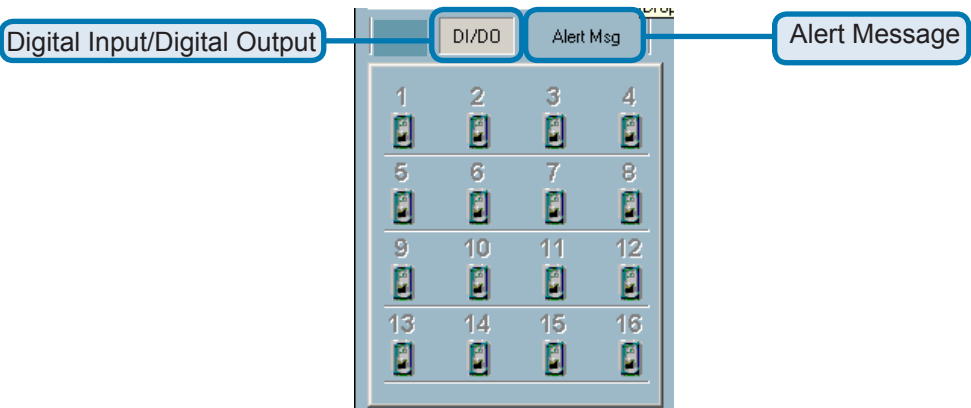 Digital Input/Digital Output
DI/DO
Alert Msg
Alert Message
1 2 3 4
5 6 7 8
9 10 11 12
13 14 15 16